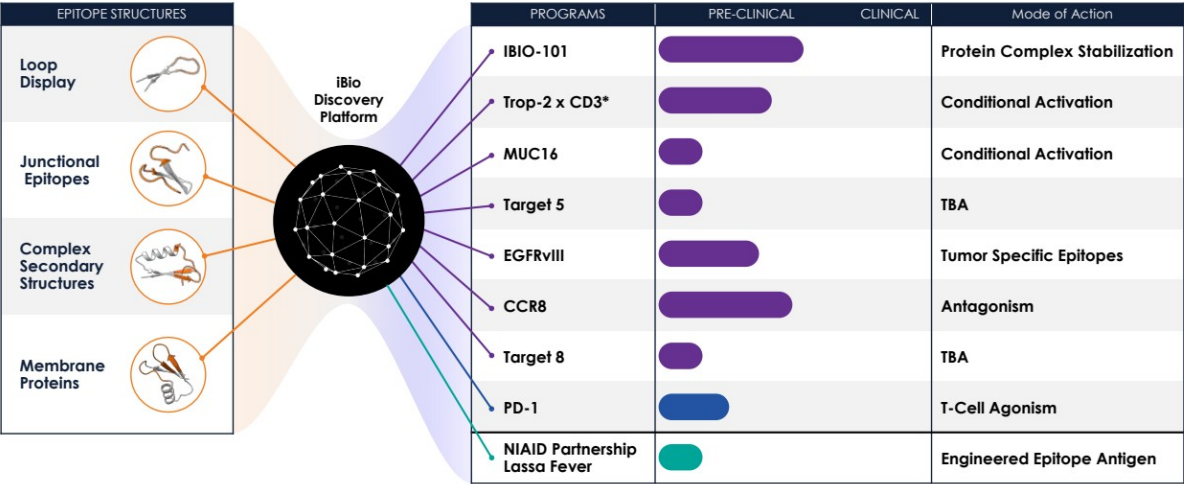 EPITOPE STRUCTURES
Loop
Display
Junctional
Epitopes
Complex
Secondary
Structures
Membrane
Proteins
iBio
Discovery
Platform
PROGRAMS PRE-CLINICAL CLINICAL Mode of Action
IBIO-101 Protein Complex Stabilization
Trop-2 x CD3* Conditional Activation
MUC16 Conditional Activation
Target 5 TBA
EGFRvIII Tumor Specific Epitopes
CCR8 Antagonism
Target 8 TBA
PD-1 T-Cell Agonism
NIAID Partnership
Lassa Fever Engineered Epitope Antigen